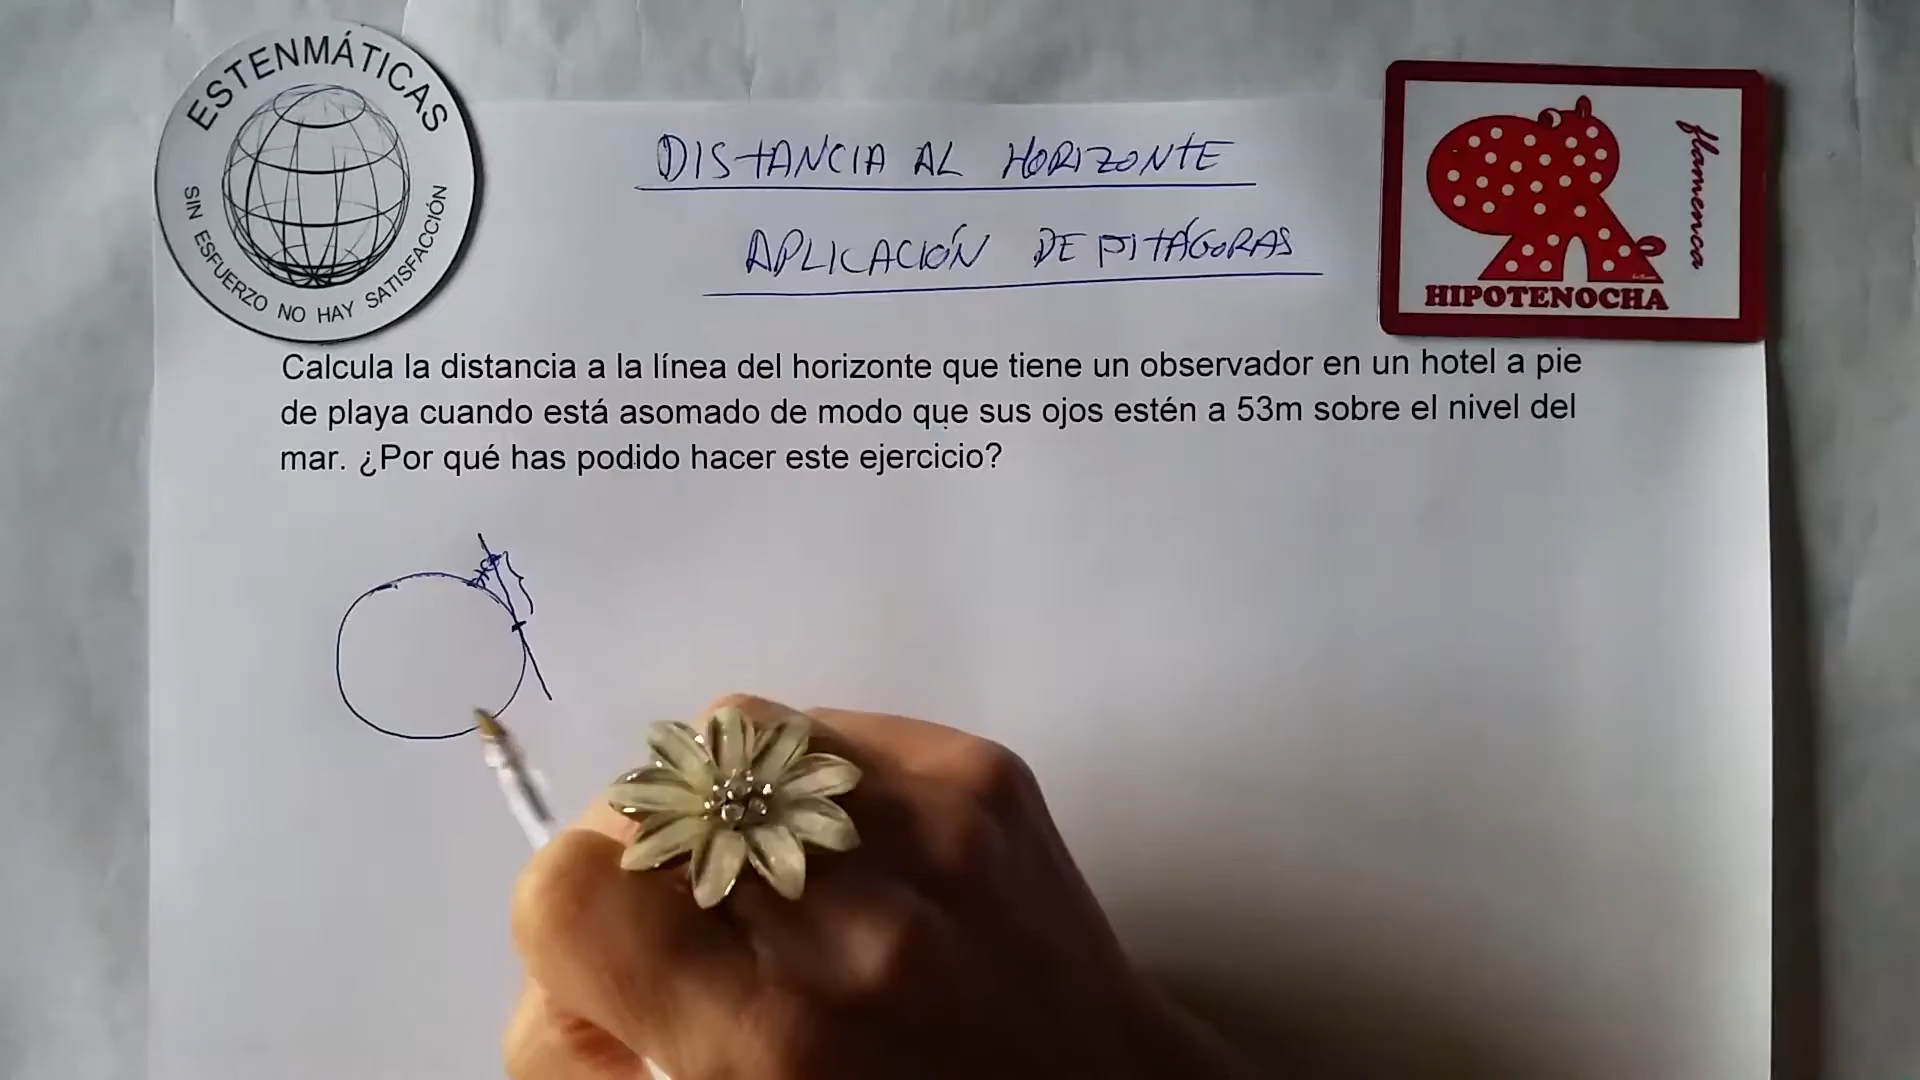 ESTENMÁTICAS
SIN ESFUERZO NO HAY SATISFACCIÓN
DISTANCIA AL HORIZONTE
APLICACIÓN DE PITÁGORAS
flamenca
HIPOTENOCHA
Calcula la distancia a la línea del horizonte que tiene un observador en un hotel a pie
de playa cuando está asomado de modo que sus ojos estén a 53m sobre el nivel del
mar. ¿Por qué has podido hacer este ejercicio?